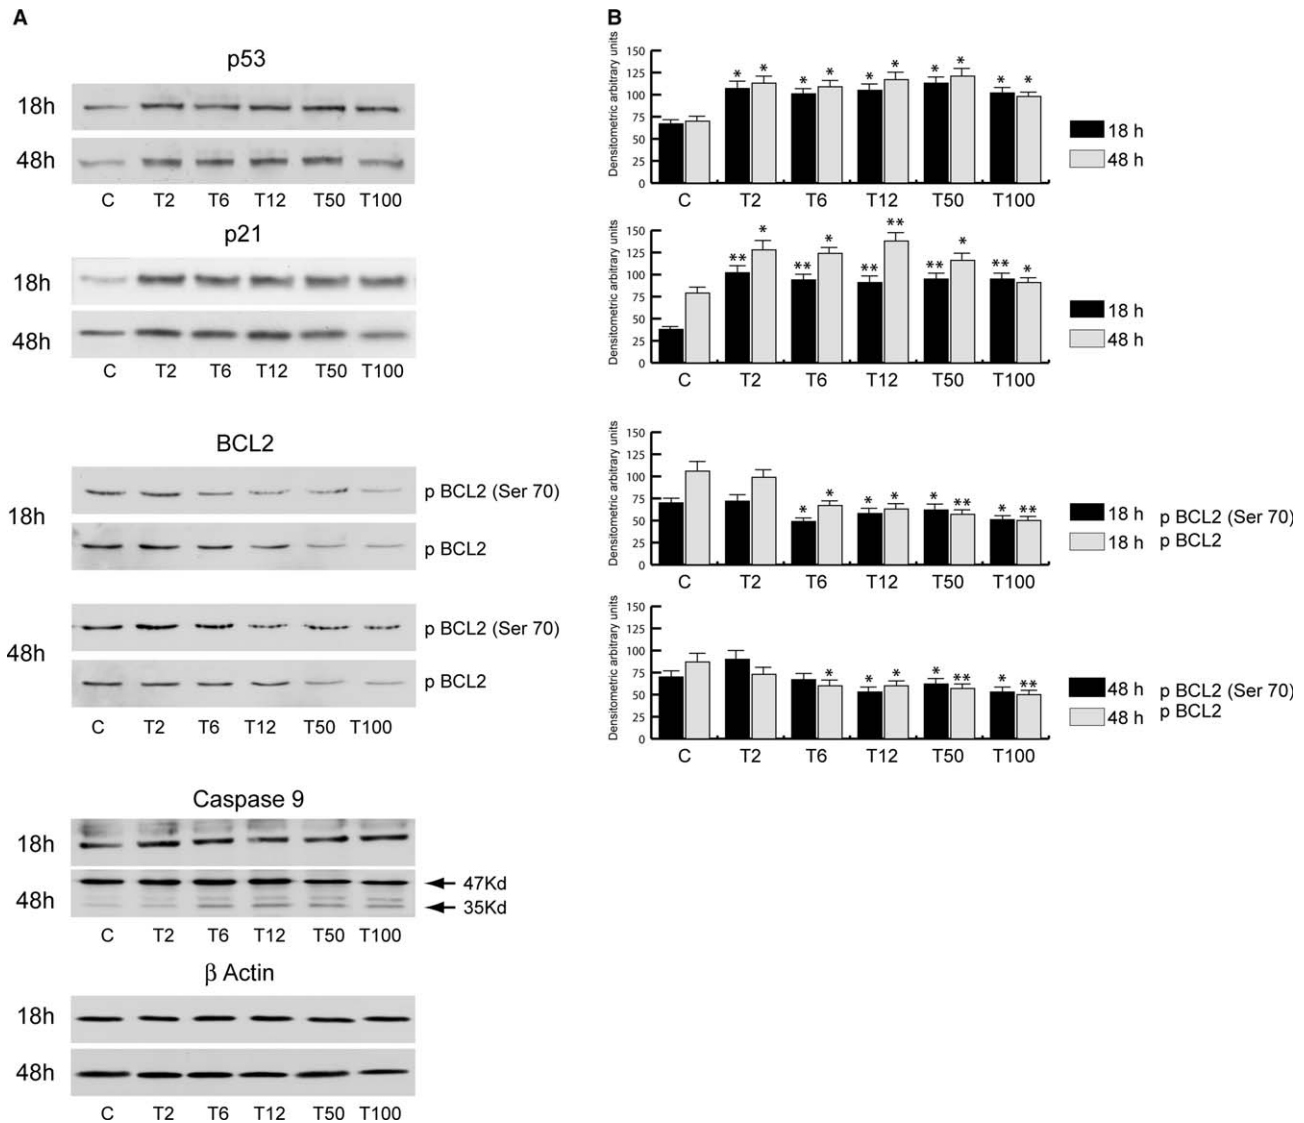 A
p53
18h
48h
C T2 T6 T12 T50 T100
p21
18h
48h
C T2 T6 T12 T50 T100
BCL2
18h
p BCL2 (Ser 70)
p BCL2
48h
p BCL2 (Ser 70)
p BCL2
C T2 T6 T12 T50 T100
Caspase 9
18h
48h
47Kd
35Kd
C T2 T6 T12 T50 T100
β Actin
18h
48h
C T2 T6 T12 T50 T100
B
Densitometric arbitrary units
150
125
100
75
50
25
0
* * * * * * * * * *
C T2 T6 T12 T50 T100
18 h
48 h
Densitometric arbitrary units
150
125
100
75
50
25
0
** * ** * ** ** ** * ** *
C T2 T6 T12 T50 T100
18 h
48 h
Densitometric arbitrary units
150
125
100
75
50
25
0
* * * * * ** * **
C T2 T6 T12 T50 T100
18 h p BCL2 (Ser 70)
18 h p BCL2
Densitometric arbitrary units
150
125
100
75
50
25
0
* * * * ** * **
C T2 T6 T12 T50 T100
48 h p BCL2 (Ser 70)
48 h p BCL2